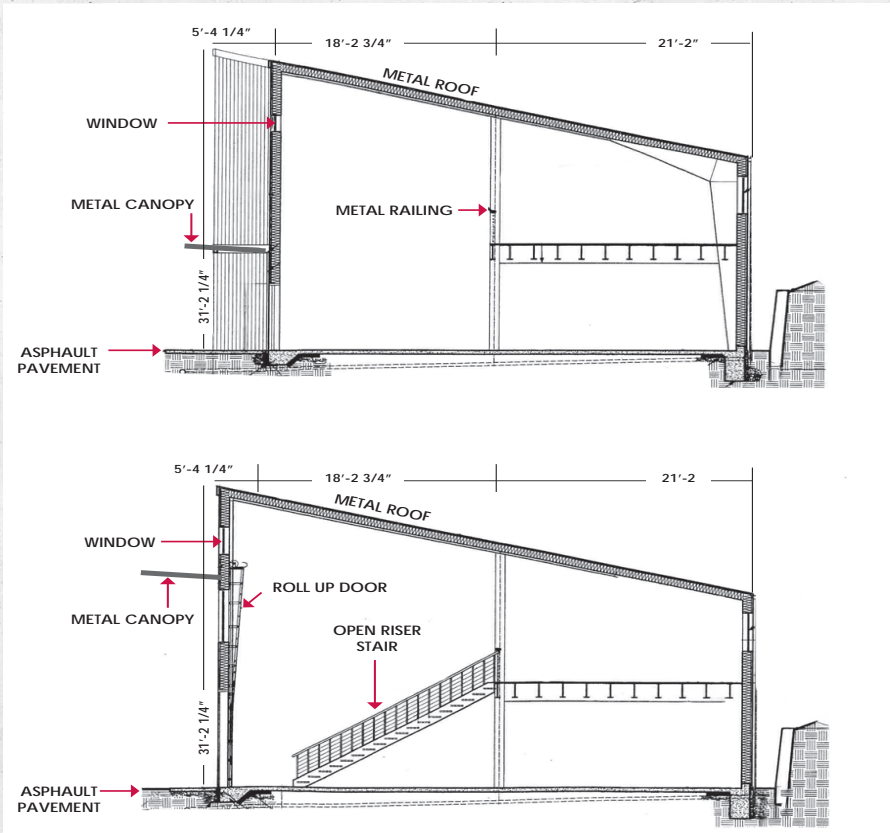 5'-4 1/4"
18'-2 3/4"
21'-2"
METAL ROOF
WINDOW
METAL CANOPY
METAL RAILING
31'-2 1/4"
ASPHAULT
PAVEMENT
5'-4 1/4"
18'-2 3/4"
21'-2
METAL ROOF
WINDOW
ROLL UP DOOR
METAL CANOPY
OPEN RISER
STAIR
31'-2 1/4"
ASPHAULT
PAVEMENT